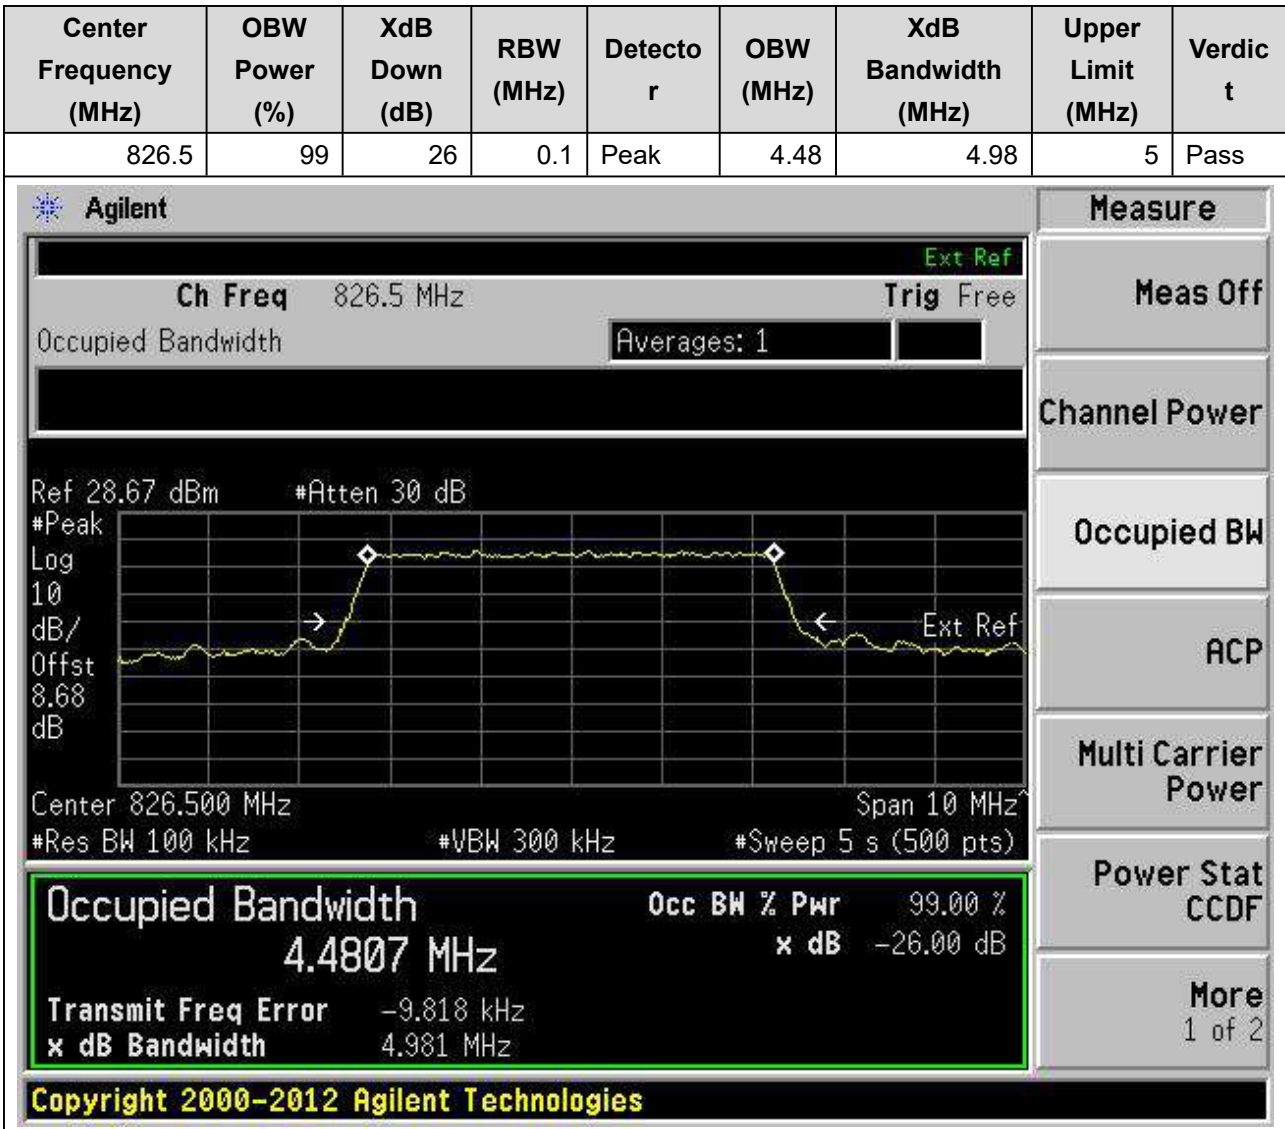 Center Frequency (MHz) OBW Power (%) XdB Down (dB) RBW (MHz) Detecto r OBW (MHz) XdB Bandwidth (MHz) Upper Limit (MHz) Verdic t
826.5 99 26 0.1 Peak 4.48 4.98 5 Pass
Agilent
Ext Ref
Ch Freq 826.5 MHz Trig Free
Occupied Bandwidth Averages: 1
Ref 28.67 dBm #Atten 30 dB
#Peak
Log
10
dB/ Ext Ref
Offst
8.68
dB
Center 826.500 MHz Span 10 MHz^
#Res BW 100 kHz #VBW 300 kHz #Sweep 5 s (500 pts)
Occupied Bandwidth Occ BW % Pwr 99.00 %
4.4807 MHz x dB -26.00 dB
Transmit Freq Error -9.818 kHz
x dB Bandwidth 4.981 MHz
Copyright 2000-2012 Agilent Technologies
Measure
Meas Off
Channel Power
Occupied BW
ACP
Multi Carrier
Power
Power Stat
CCDF
More
1 of 2